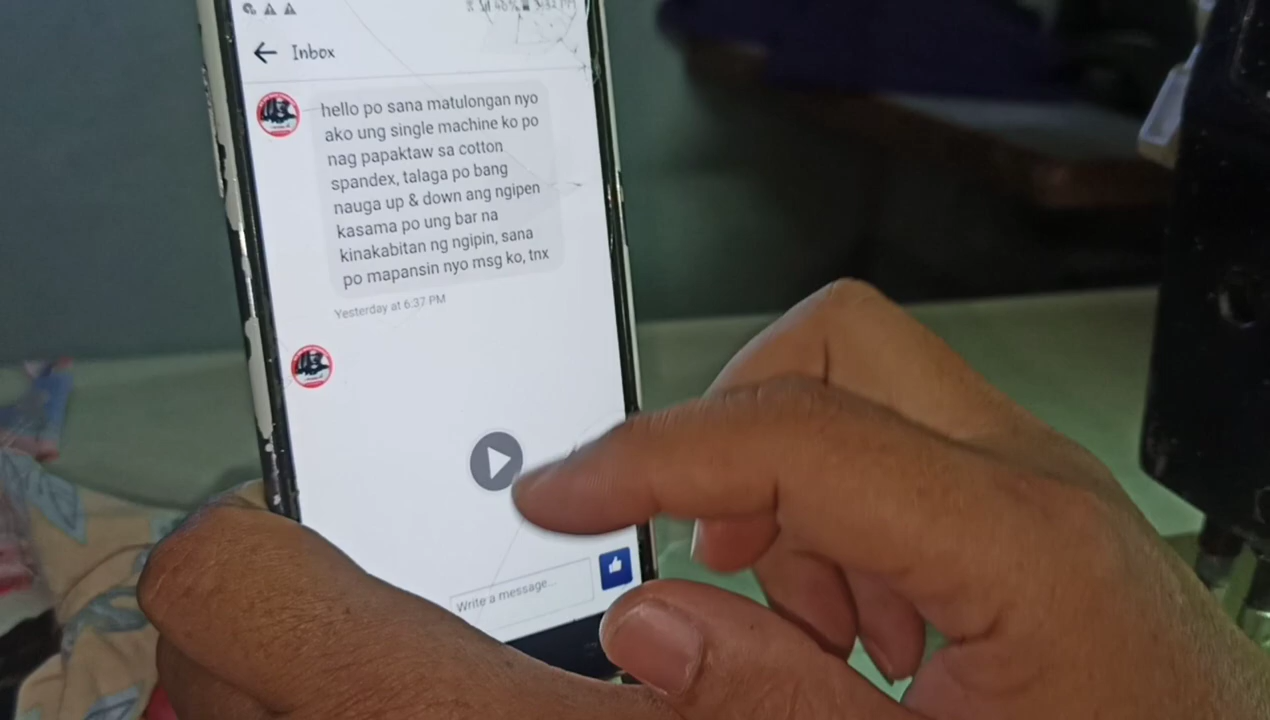 Inbox
hello po sana matulongan nyo
ako ung single machine ko po
nag papaktaw sa cotton
spandex, talaga po bang
nauga up & down ang ngipen
kasama po ung bar na
kinakabitan ng ngipin, sana
po mapansin nyo msg ko, tnx
Yesterday at 6:37 PM
Write a message...